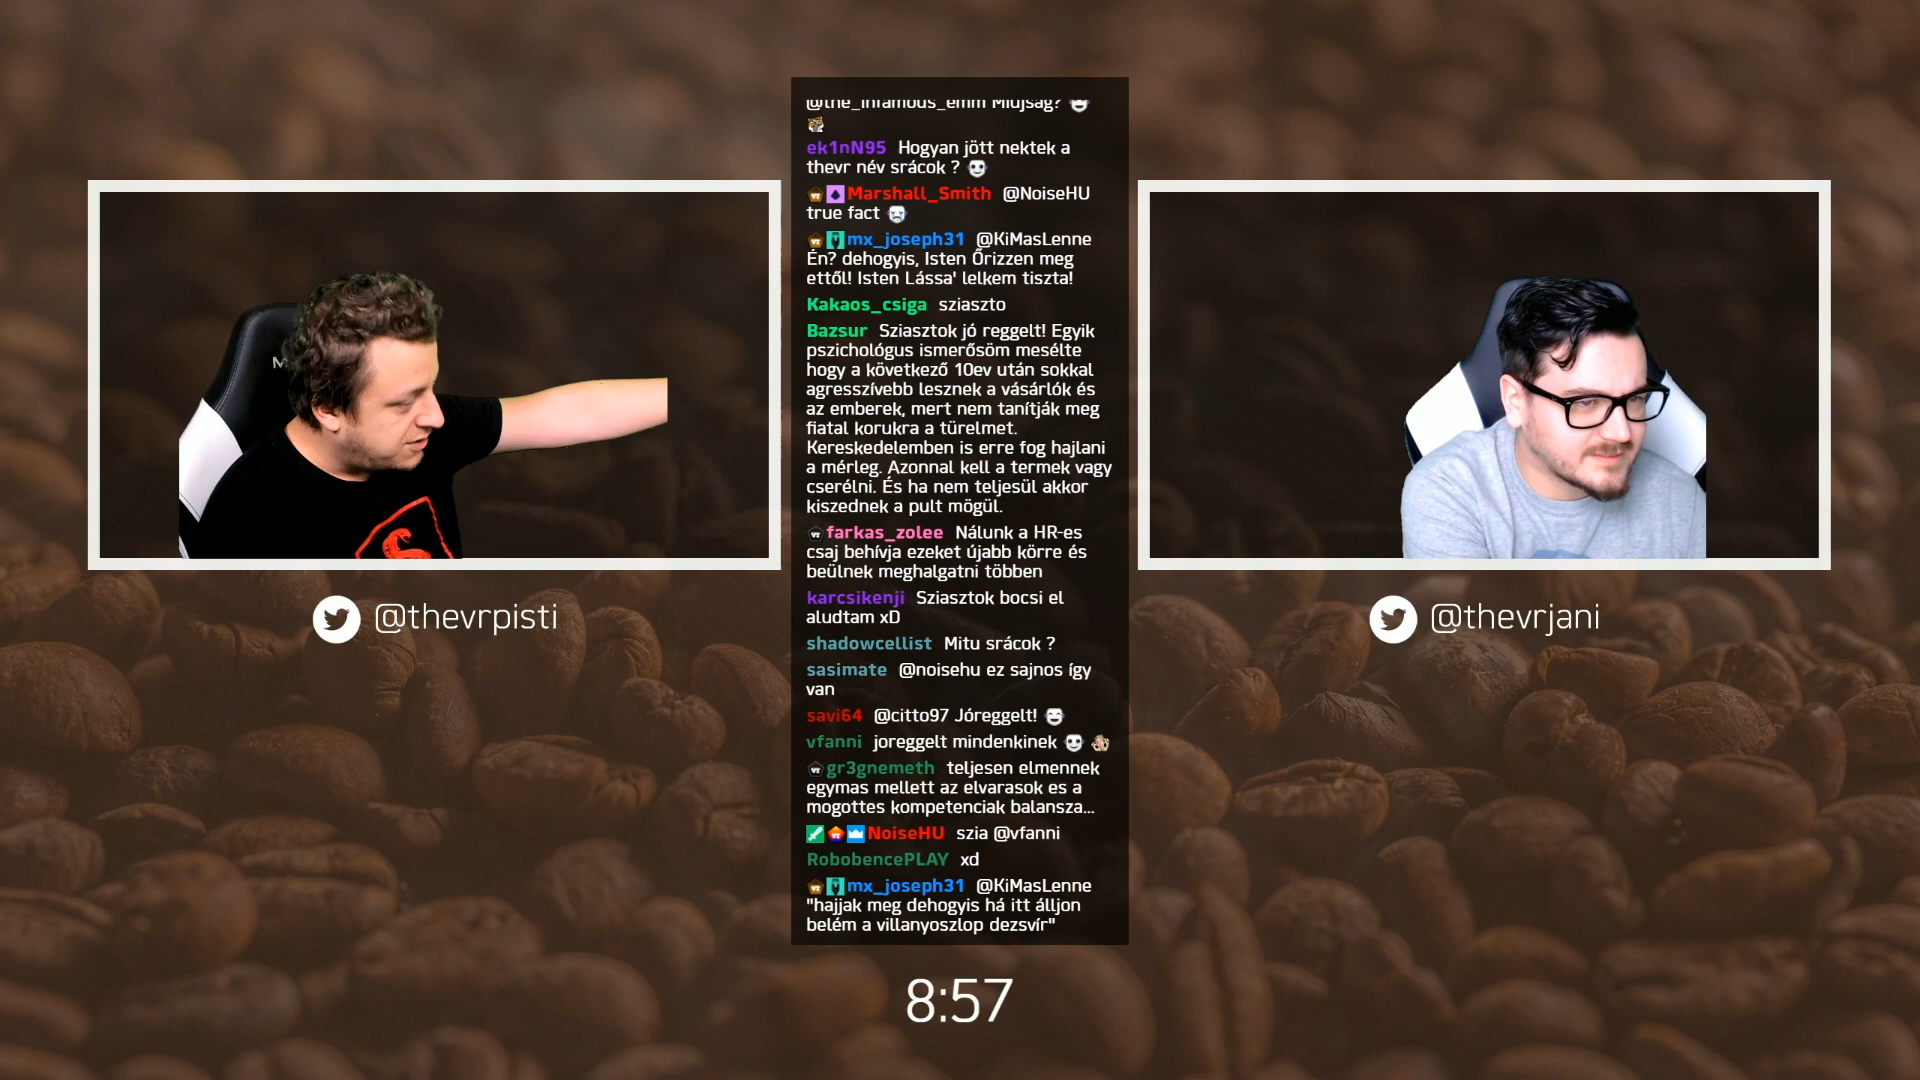 @the_infamous_emm Miújság?
ek1nN95 Hogyan jött nektek a
thevr név srácok ?
Marshall_Smith @NoiseHU
true fact
mx_joseph31 @KiMasLenne
Én? dehogyis, Isten Őrizzen meg
ettől! Isten Lássa' lelkem tiszta!
Kakaos_csiga sziaszto
Bazsur Sziasztok jó reggelt! Egyik
pszichológus ismerősöm mesélte
hogy a következő 10ev után sokkal
agresszívebb lesznek a vásárlók és
az emberek, mert nem tanítják meg
fiatal korukra a türelmet.
Kereskedelemben is erre fog hajlani
a mérleg. Azonnal kell a termek vagy
cserélni. És ha nem teljesül akkor
kiszednek a pult mögül.
farkas_zolee Nálunk a HR-es
csaj behívja ezeket újabb körre és
beülnek meghalgatni többen
karcsikenji Sziasztok bocsi el
aludtam xD
shadowcellist Mitu srácok ?
sasimate @noisehu ez sajnos így
van
savi64 @citto97 Jóreggelt!
vfanni joreggelt mindenkinek
gr3gnemeth teljesen elmennek
egymas mellett az elvarasok es a
mogottes kompetenciak balansza...
NoiseHU szia @vfanni
RobobencePLAY xd
mx_joseph31 @KiMasLenne
"hajjak meg dehogyis há itt álljon
belém a villanyoszlop dezsvír"
@thevrpisti
@thevrjani
8:57